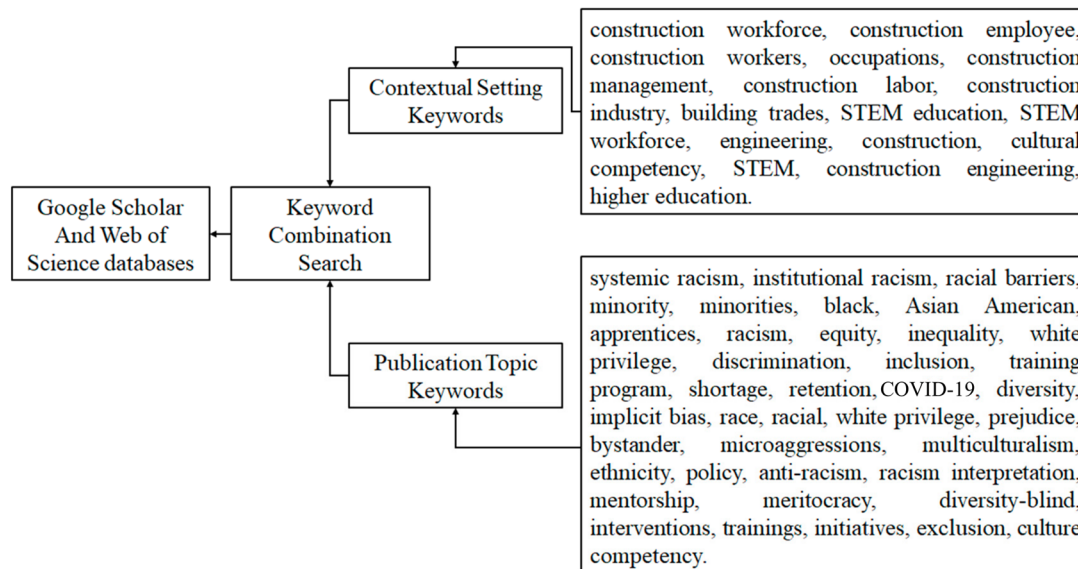 construction workforce, construction employee,
construction workers, occupations, construction
management, construction labor, construction
industry, building trades, STEM education, STEM
workforce, engineering, construction, cultural
competency, STEM, construction engineering,
higher education.
Contextual Setting
Keywords
Google Scholar
And Web of
Science databases
Keyword
Combination
Search
Publication Topic
Keywords
systemic racism, institutional racism, racial barriers,
minority, minorities, black, Asian American,
apprentices, racism, equity, inequality, white
privilege, discrimination, inclusion, training
program, shortage, retention, COVID-19, diversity,
implicit bias, race, racial, white privilege, prejudice,
bystander, microaggressions, multiculturalism,
ethnicity, policy, anti-racism, racism interpretation,
mentorship, meritocracy, diversity-blind,
interventions, trainings, initiatives, exclusion, culture
competency.